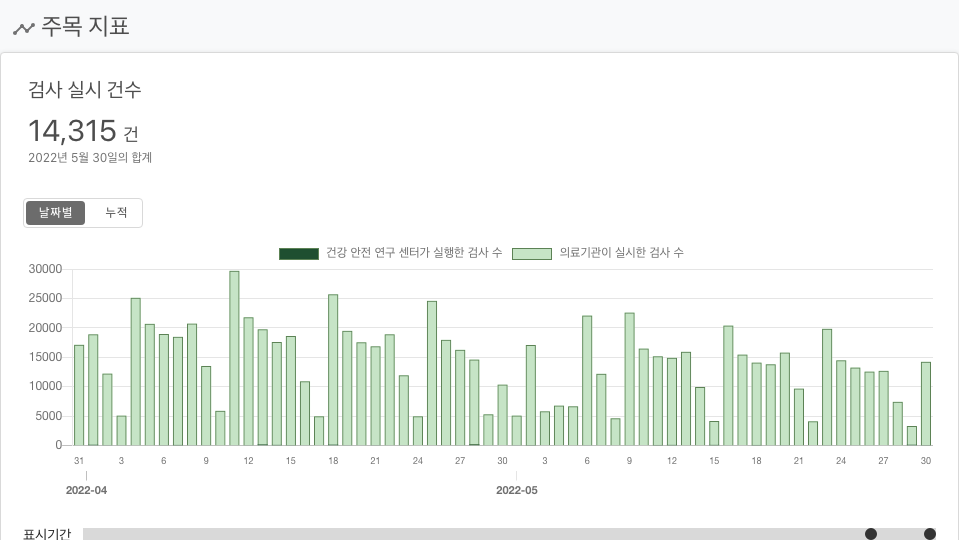 주목 지표
검사 실시 건수
14,315 건
2022년 5월 30일의 합계
날짜별 누적
건강 안전 연구 센터가 실행한 검사 수 의료기관이 실시한 검사 수
30000
25000
20000
15000
10000
5000
0
31 3 6 9 12 15 18 21 24 27 30 3 6 9 12 15 18 21 24 27 30
2022-04 2022-05
표시기간